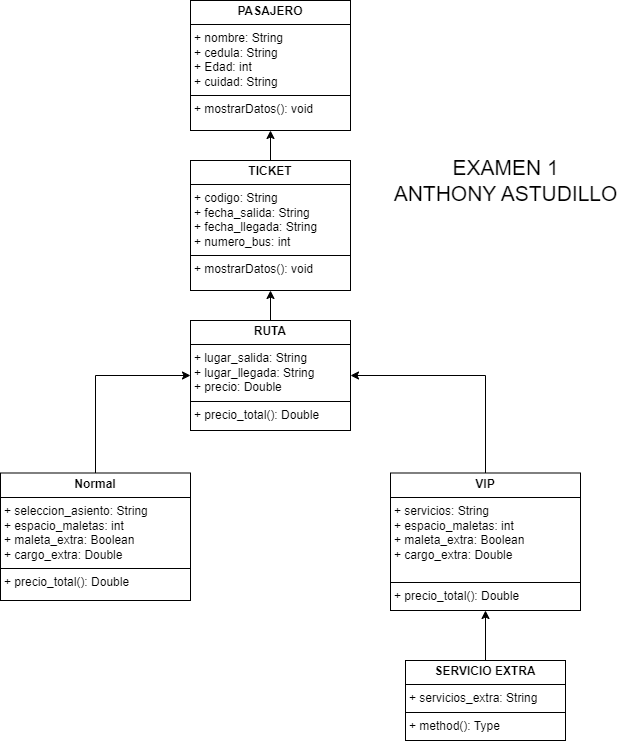 PASAJERO
+ nombre: String
+ cedula: String
+ Edad: int
+ cuidad: String
+ mostrarDatos(): void
TICKET
+ codigo: String
+ fecha_salida: String
+ fecha_llegada: String
+ numero_bus: int
+ mostrarDatos(): void
EXAMEN 1
ANTHONY ASTUDILLO
RUTA
+ lugar_salida: String
+ lugar_llegada: String
+ precio: Double
+ precio_total(): Double
Normal
+ seleccion_asiento: String
+ espacio_maletas: int
+ maleta_extra: Boolean
+ cargo_extra: Double
+ precio_total(): Double
VIP
+ servicios: String
+ espacio_maletas: int
+ maleta_extra: Boolean
+ cargo_extra: Double
+ precio_total(): Double
SERVICIO EXTRA
+ servicios_extra: String
+ method(): Type